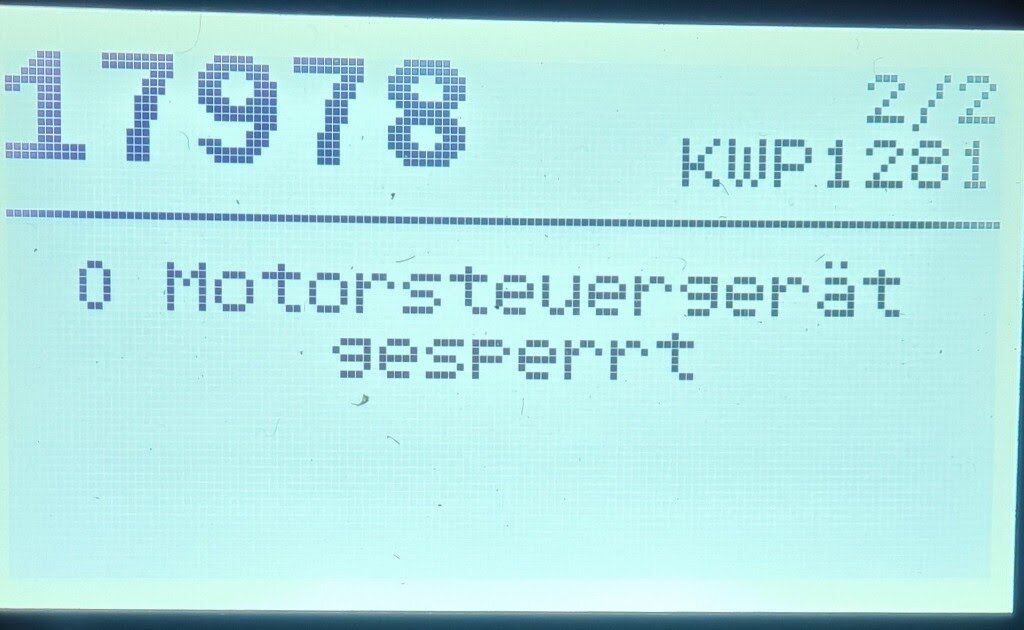 17978
2/2
KWP1281
0 Motorsteuergerät
gesperrt